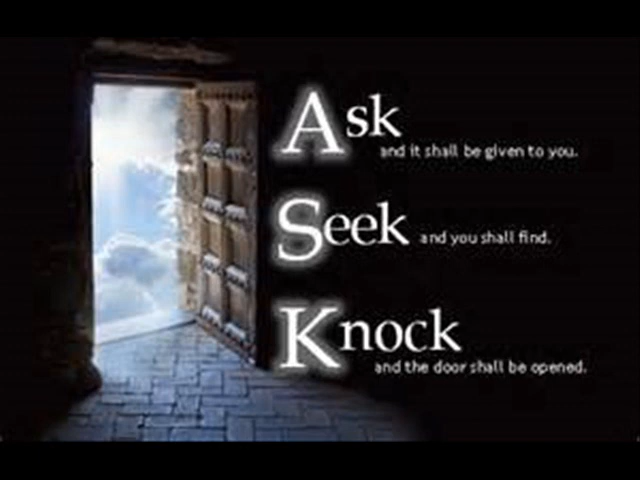 Ask
and it shall be given to you.
Seek and you shall find.
Knock
and the door shall be opened.